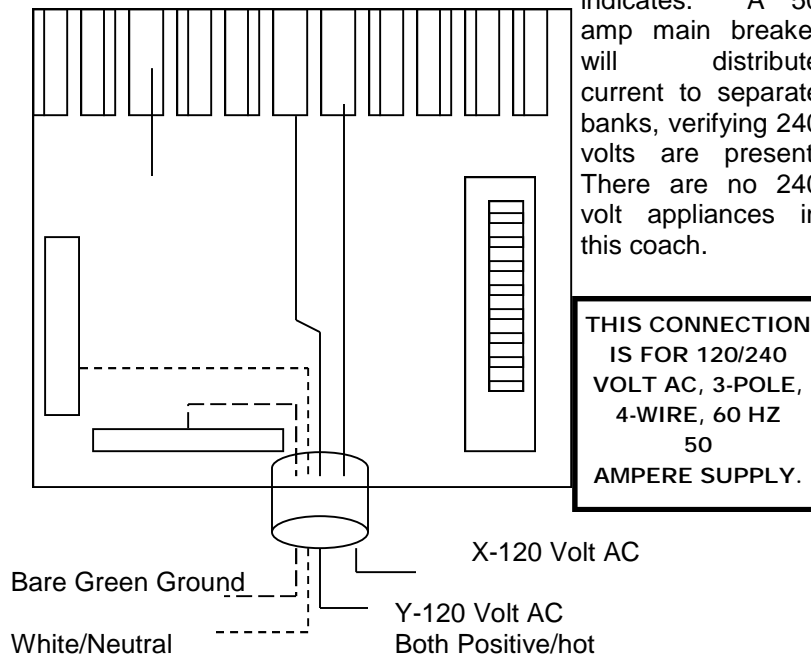 amp main breaker
will distribute
current to separate
banks, verifying 240
volts are present.
There are no 240
volt appliances in
this coach.
THIS CONNECTION
IS FOR 120/240
VOLT AC, 3-POLE,
4-WIRE, 60 HZ
50
AMPERE SUPPLY.
X-120 Volt AC
Bare Green Ground
Y-120 Volt AC
White/Neutral
Both Positive/hot